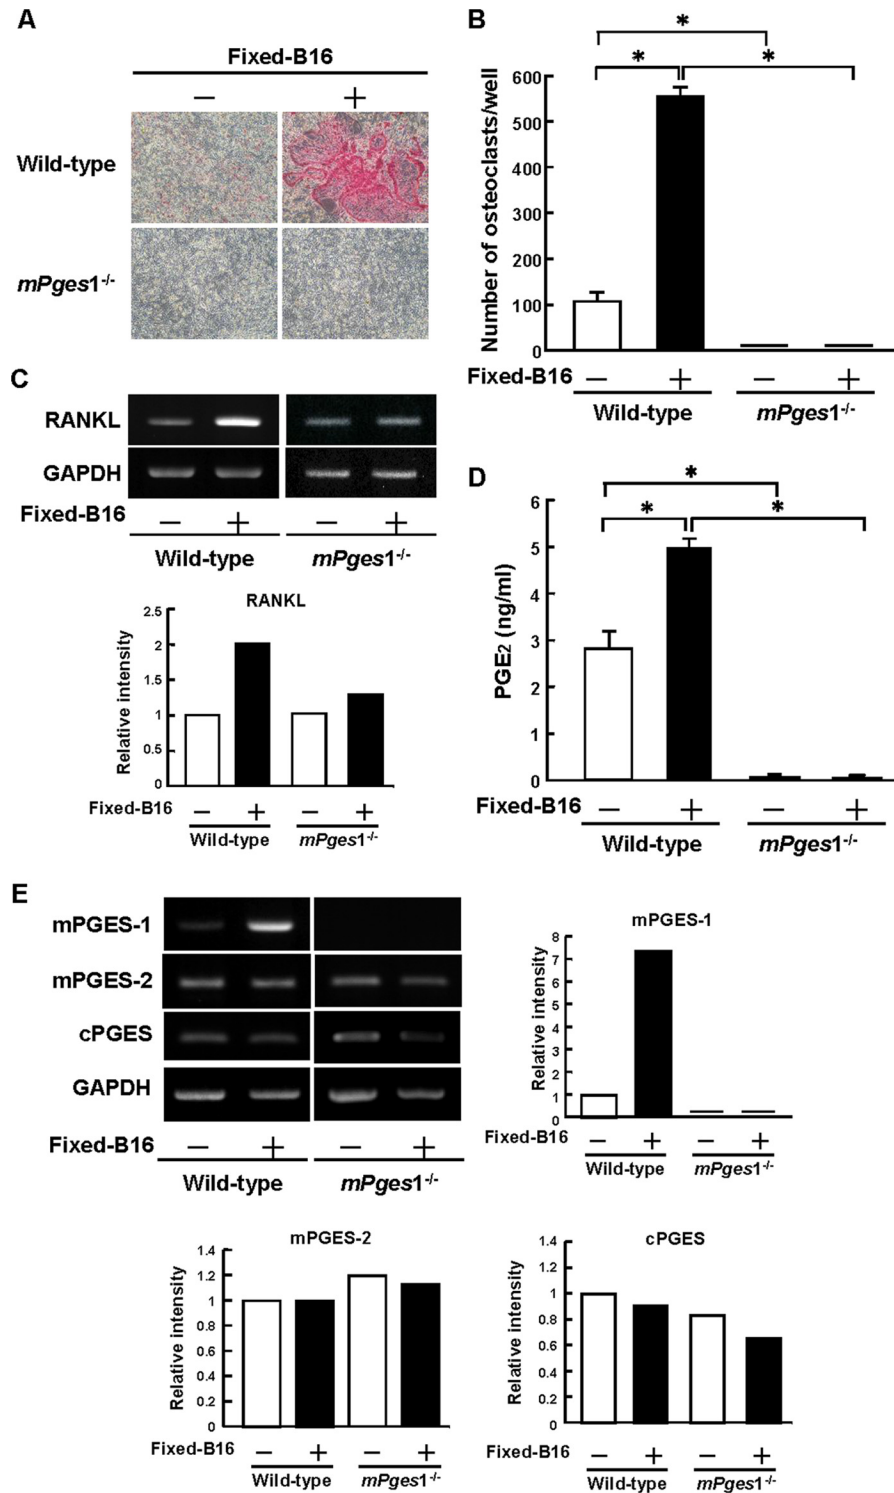 A
Fixed-B16
− +
Wild-type
mPges1-/-
B
* 
* *
Number of osteoclasts/well
600
500
400
300
200
100
0
Fixed-B16 − + − +
Wild-type mPges1-/-
C
RANKL
GAPDH
Fixed-B16 − + − +
Wild-type mPges1-/-
RANKL
Relative intensity
2.5
2
1.5
1
0.5
0
Fixed-B16 − + − +
Wild-type mPges1-/-
D
*
* *
PGE2 (ng/ml)
6
5
4
3
2
1
0
Fixed-B16 − + − +
Wild-type mPges1-/-
E
mPGES-1
mPGES-2
cPGES
GAPDH
Fixed-B16 − + − +
Wild-type mPges1-/-
mPGES-1
Relative intensity
8
7
6
5
4
3
2
1
0
Fixed-B16 − + − +
Wild-type mPges1-/-
mPGES-2
Relative intensity
1.4
1.2
1
0.8
0.6
0.4
0.2
0
Fixed-B16 − + − +
Wild-type mPges1-/-
cPGES
Relative intensity
1.4
1.2
1
0.8
0.6
0.4
0.2
0
Fixed-B16 − + − +
Wild-type mPges1-/-